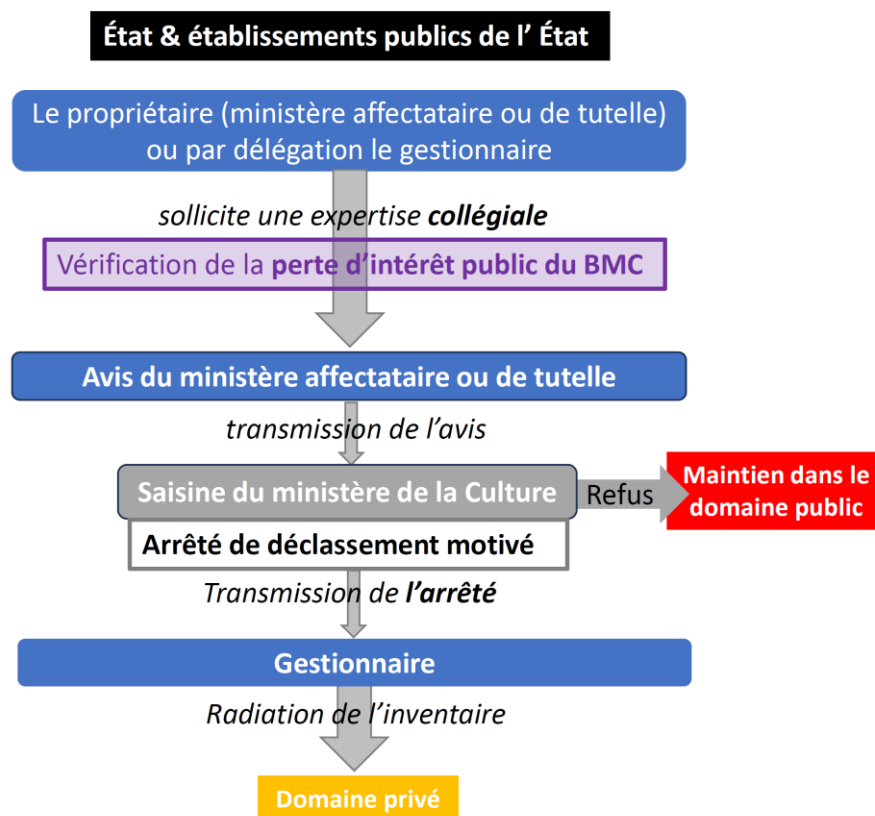 État & établissements publics de l' État
Le propriétaire (ministère affectataire ou de tutelle)
ou par délégation le gestionnaire
sollicite une expertise collégiale
Vérification de la perte d'intérêt public du BMC
Avis du ministère affectataire ou de tutelle
transmission de l'avis
Saisine du ministère de la Culture
Refus
Maintien dans le
domaine public
Arrêté de déclassement motivé
Transmission de l'arrêté
Gestionnaire
Radiation de l'inventaire
Domaine privé